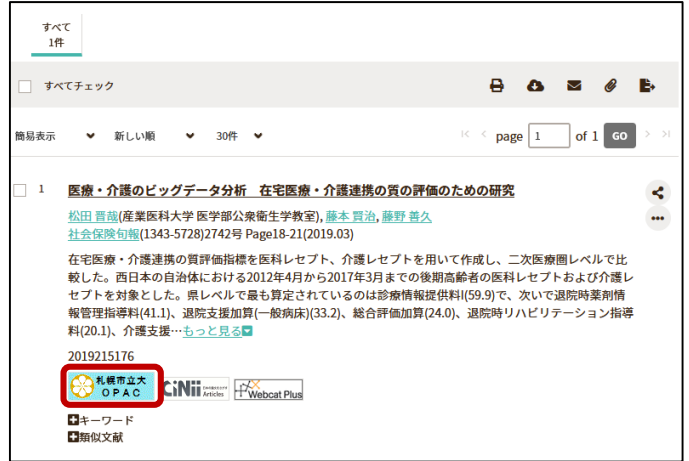 すべて
1件
すべてチェック
簡易表示 新しい順 30件 page 1 of 1 GO
1 医療・介護のビッグデータ分析 在宅医療・介護連携の質の評価のための研究
松田 晋哉(産業医科大学 医学部公衆衛生学教室), 藤本 賢治, 藤野 善久
社会保険旬報(1343-5728)2742号 Page18-21(2019.03)
在宅医療・介護連携の質評価指標を医科レセプト、介護レセプトを用いて作成し、二次医療圏レベルで比
較した。西日本の自治体における2012年4月から2017年3月までの後期高齢者の医科レセプトおよび介護レ
セプトを対象とした。県レベルで最も算定されているのは診療情報提供料I(59.9)で、次いで退院時薬剤情
報管理指導料(41.1)、退院支援加算(一般病床)(33.2)、総合評価加算(24.0)、退院時リハビリテーション指導
料(20.1)、介護支援…もっと見る
2019215176
札幌市立大
OPAC
CiNii Articles
Webcat Plus
キーワード
類似文献